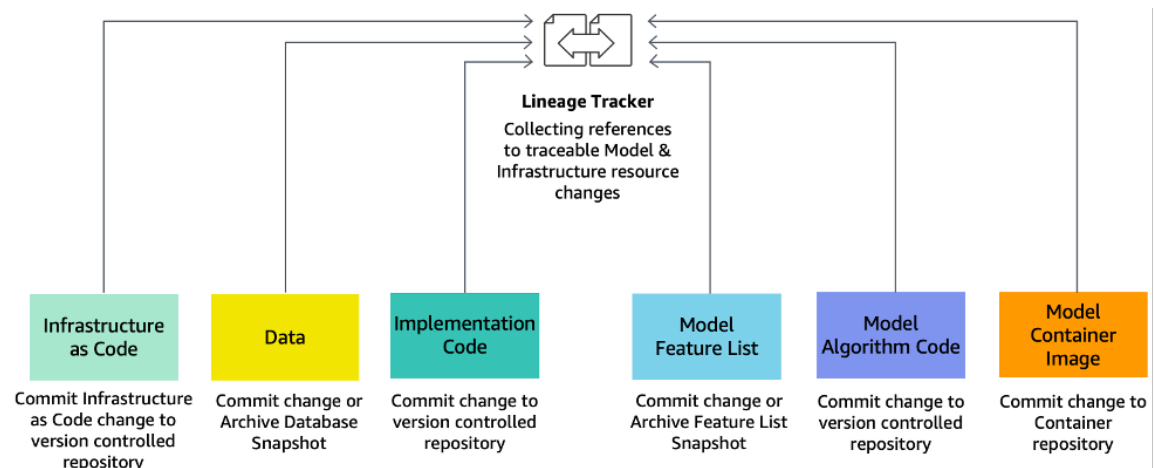 Lineage Tracker
Collecting references
to traceable Model &
Infrastructure resource
changes
Infrastructure
as Code
Commit Infrastructure
as Code change to
version controlled
repository
Data
Commit change or
Archive Database
Snapshot
Implementation
Code
Commit change to
version controlled
repository
Model
Feature List
Commit change or
Archive Feature List
Snapshot
Model
Algorithm Code
Commit change to
version controlled
repository
Model
Container
Image
Commit change to
Container
repository